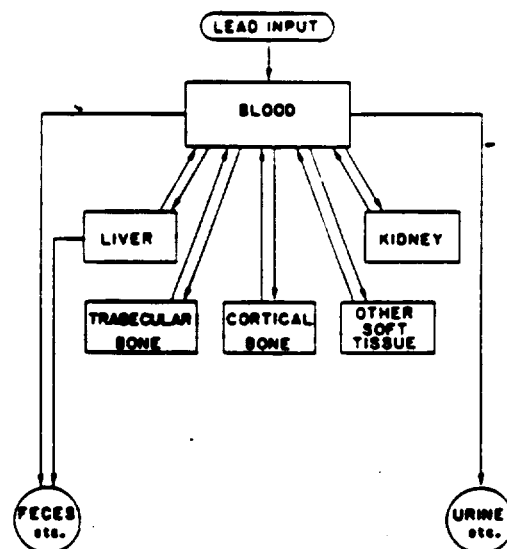 LEAD INPUT
BLOOD
LIVER
KIDNEY
TRABECULAR
BONE
CORTICAL
BONE
OTHER
SOFT
TISSUE
FECES
etc.
URINE
etc.